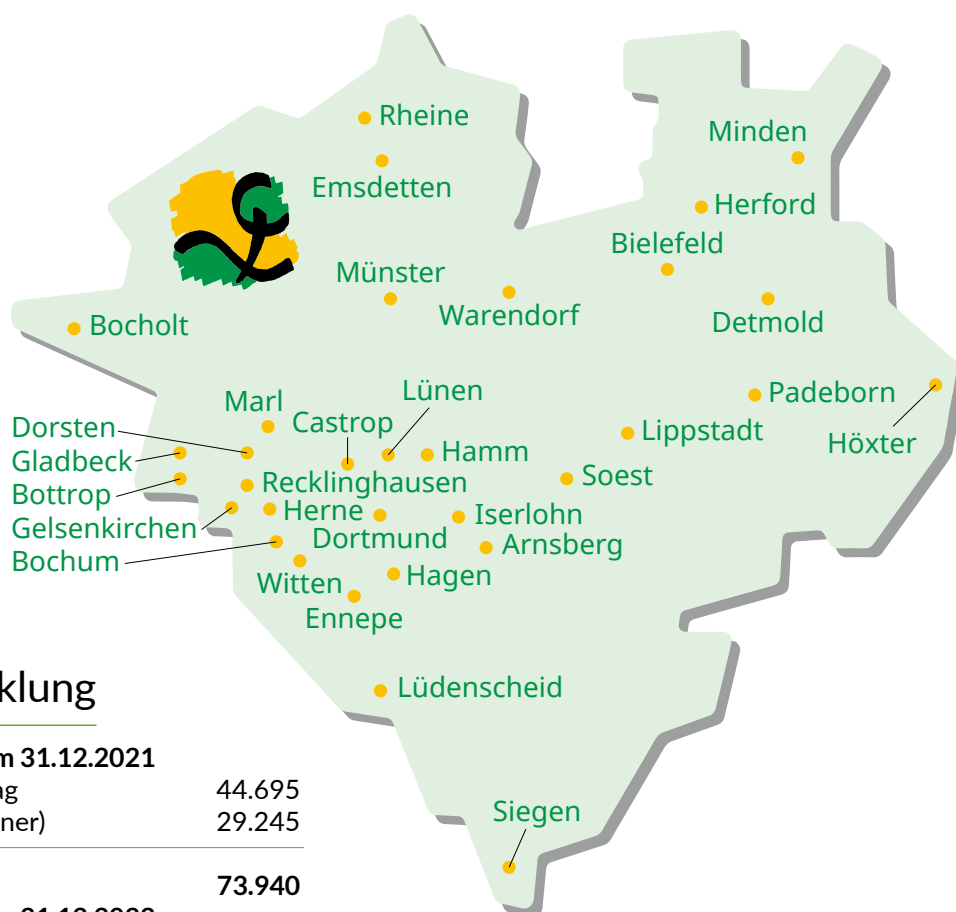 Rheine
Minden
Emsdetten
Herford
Bielefeld
Münster
Warendorf
Detmold
Bocholt
Lünen
Padeborn
Marl
Castrop
Dorsten
Lippstadt
Höxter
Gladbeck
Hamm
Soest
Recklinghausen
Bottrop
Herne
Iserlohn
Gelsenkirchen
Dortmund
Arnsberg
Bochum
Witten
Hagen
Ennepe
klung
Lüdenscheid
m 31.12.2021
ag 44.695
Siegen
ner) 29.245
73.940